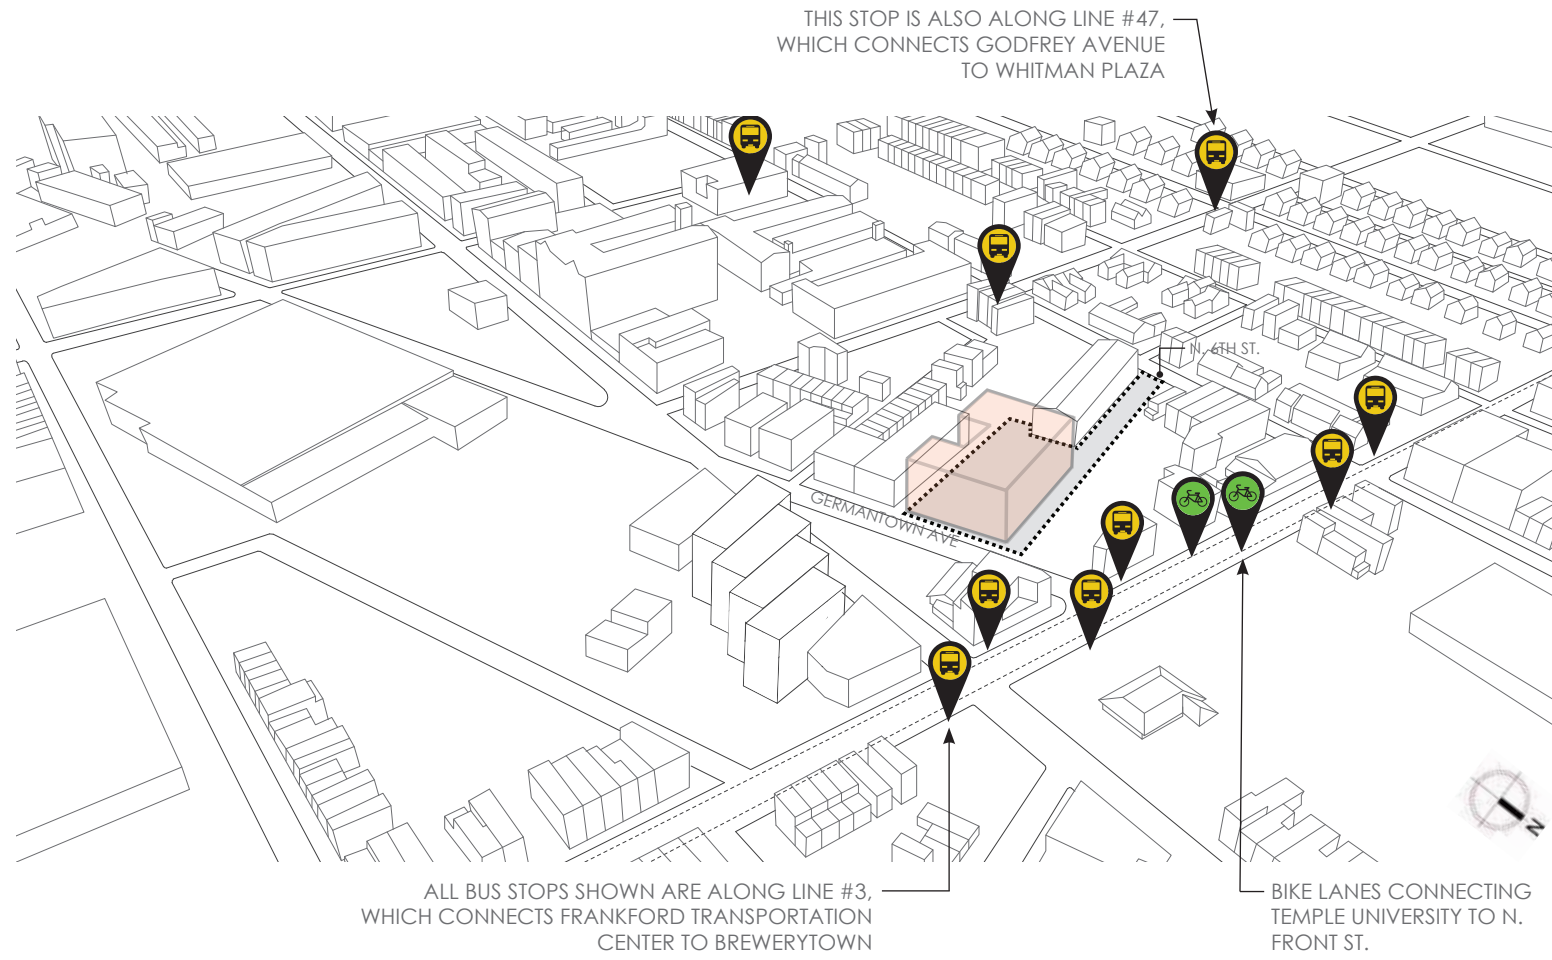 THIS STOP IS ALSO ALONG LINE #47,
WHICH CONNECTS GODFREY AVENUE
TO WHITMAN PLAZA
N. 6TH ST.
GERMANTOWN AVE
N
ALL BUS STOPS SHOWN ARE ALONG LINE #3,
WHICH CONNECTS FRANKFORD TRANSPORTATION
CENTER TO BREWERYTOWN
BIKE LANES CONNECTING
TEMPLE UNIVERSITY TO N.
FRONT ST.